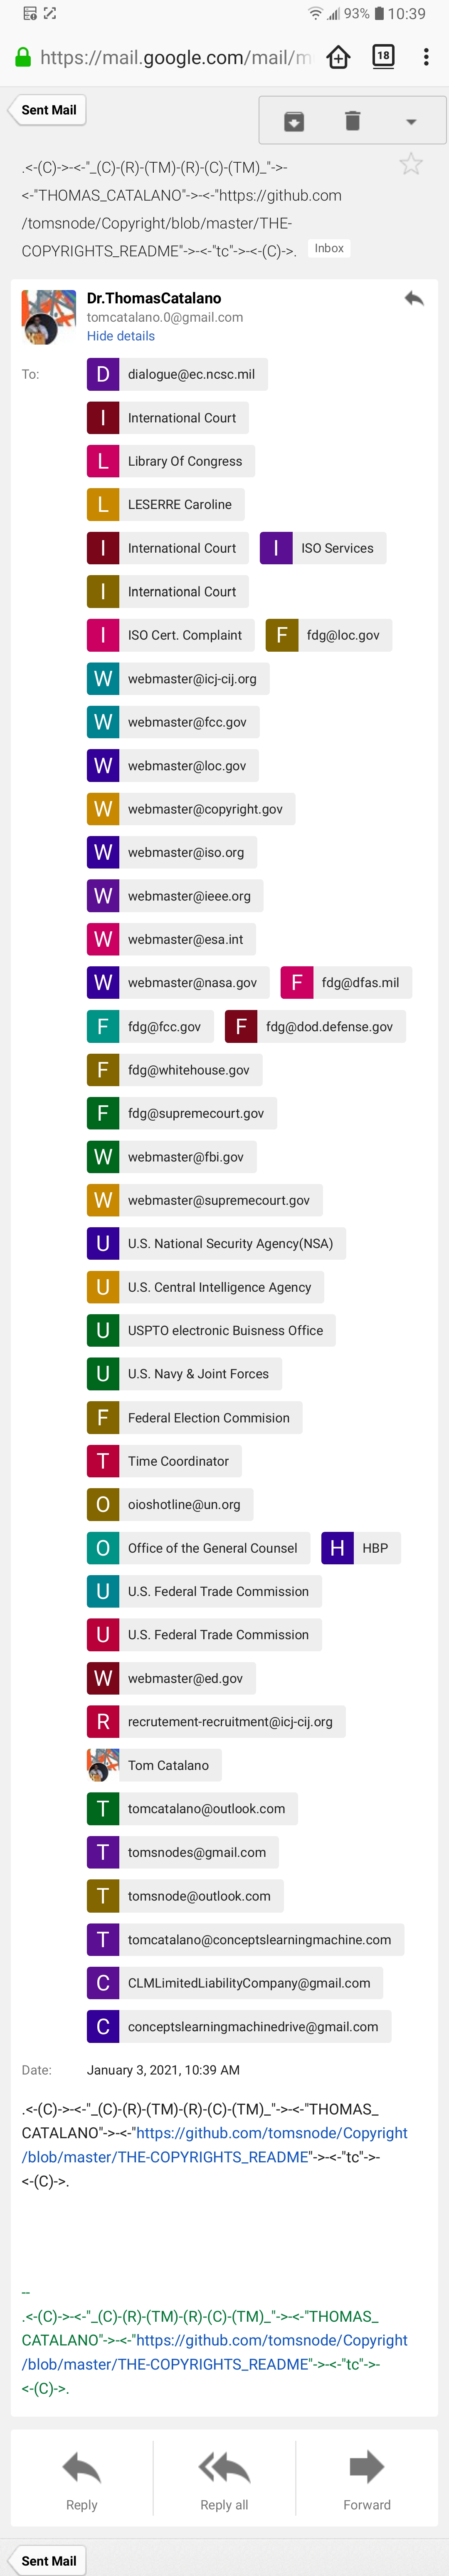 93% 10:39
https://mail.google.com/mail/m
18
Sent Mail
.<-(C)->-<-"_(C)-(R)-(TM)-(R)-(C)-(TM)_"->-
<-"THOMAS_CATALANO"->-<-"https://github.com
/tomsnode/Copyright/blob/master/THE-
COPYRIGHTS_README"->-<-"tc"->-<-(C)->. Inbox
Dr.ThomasCatalano
tomcatalano.0@gmail.com
Hide details
To: D dialogue@ec.ncsc.mil
I International Court
L Library Of Congress
L LESERRE Caroline
I International Court I ISO Services
I International Court
I ISO Cert. Complaint F fdg@loc.gov
W webmaster@icj-cij.org
W webmaster@fcc.gov
W webmaster@loc.gov
W webmaster@copyright.gov
W webmaster@iso.org
W webmaster@ieee.org
W webmaster@esa.int
W webmaster@nasa.gov F fdg@dfas.mil
F fdg@fcc.gov F fdg@dod.defense.gov
F fdg@whitehouse.gov
F fdg@supremecourt.gov
W webmaster@fbi.gov
W webmaster@supremecourt.gov
U U.S. National Security Agency(NSA)
U U.S. Central Intelligence Agency
U USPTO electronic Buisness Office
U U.S. Navy & Joint Forces
F Federal Election Commision
T Time Coordinator
O oioshotline@un.org
O Office of the General Counsel H HBP
U U.S. Federal Trade Commission
U U.S. Federal Trade Commission
W webmaster@ed.gov
R recrutement-recruitment@icj-cij.org
Tom Catalano
T tomcatalano@outlook.com
T tomsnodes@gmail.com
T tomsnode@outlook.com
T tomcatalano@conceptslearningmachine.com
C CLMLimitedLiabilityCompany@gmail.com
C conceptslearningmachinedrive@gmail.com
Date: January 3, 2021, 10:39 AM
.<-(C)->-<-"_(C)-(R)-(TM)-(R)-(C)-(TM)_"->-<-"THOMAS_
CATALANO"->-<-"https://github.com/tomsnode/Copyright
/blob/master/THE-COPYRIGHTS_README"->-<-"tc"->-
<-(C)->.
--
.<-(C)->-<-"_(C)-(R)-(TM)-(R)-(C)-(TM)_"->-<-"THOMAS_
CATALANO"->-<-"https://github.com/tomsnode/Copyright
/blob/master/THE-COPYRIGHTS_README"->-<-"tc"->-
<-(C)->.
Reply Reply all Forward
Sent Mail